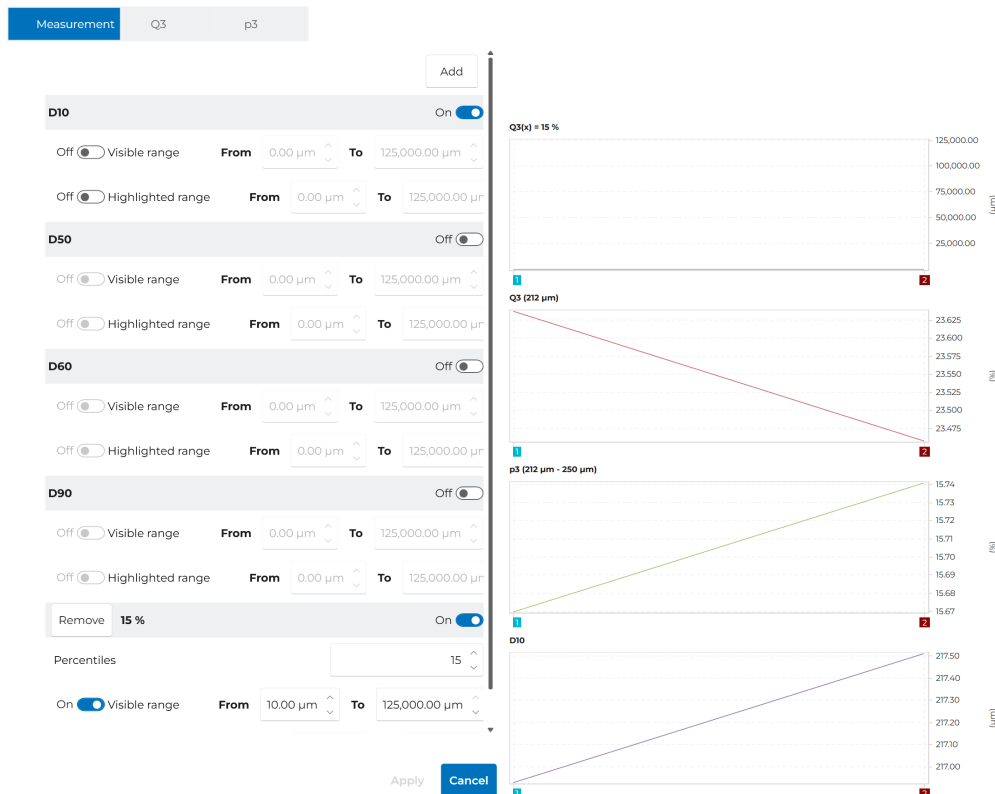 Measurement Q3 p3
Add
D10 On
Off Visible range From 0.00 µm To 125,000.00 µm
Off Highlighted range From 0.00 µm To 125,000.00 µm
D50 Off
Off Visible range From 0.00 µm To 125,000.00 µm
Off Highlighted range From 0.00 µm To 125,000.00 µm
D60 Off
Off Visible range From 0.00 µm To 125,000.00 µm
Off Highlighted range From 0.00 µm To 125,000.00 µm
D90 Off
Off Visible range From 0.00 µm To 125,000.00 µm
Off Highlighted range From 0.00 µm To 125,000.00 µm
Remove 15 % On
Percentiles 15
On Visible range From 10.00 µm To 125,000.00 µm
Apply Cancel
Q3(x) = 15 %
125,000.00
100,000.00
75,000.00
(µm)
50,000.00
25,000.00
1 2
Q3 (212 µm)
23.625
23.600
23.575
(%)
23.550
23.525
23.500
23.475
1 2
p3 (212 µm - 250 µm)
15.74
15.73
15.72
15.71
(%)
15.70
15.69
15.68
15.67
1 2
D10
217.50
217.40
217.30
(µm)
217.20
217.10
217.00
1 2